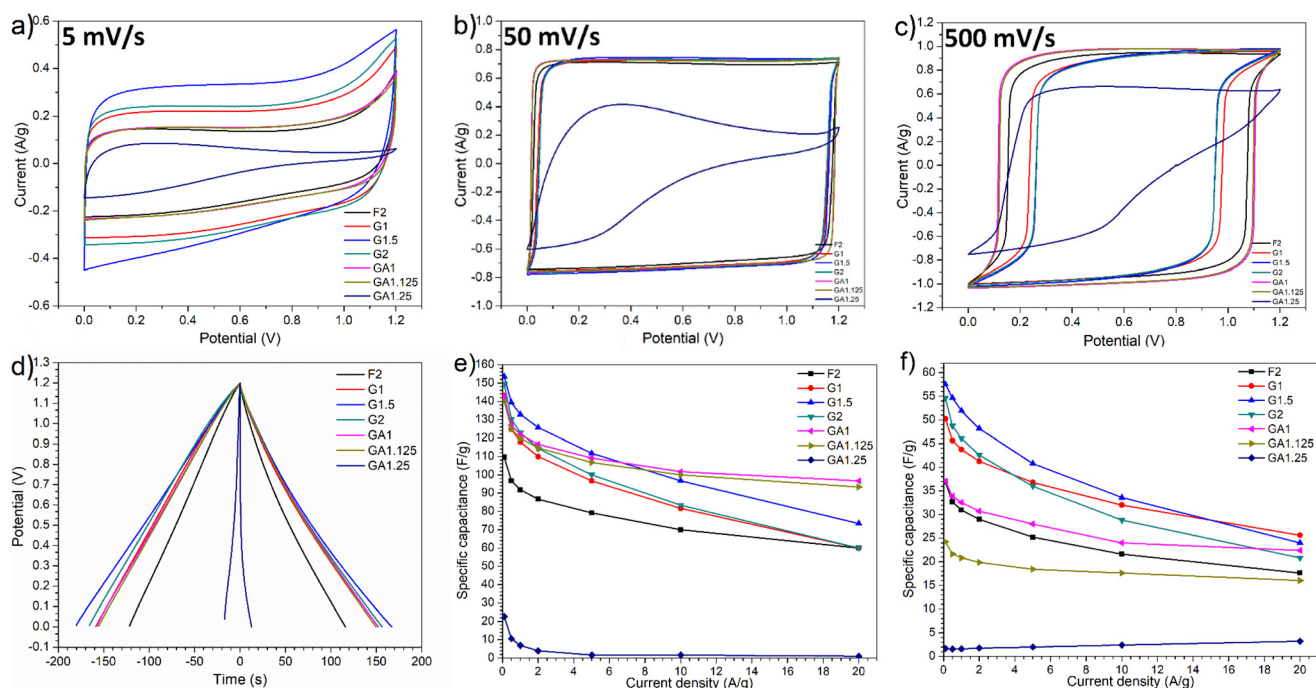 a) 5 mV/s
0.6
0.4
0.2
0.0
-0.2
-0.4
-0.6
Current (A/g)
F2
G1
G1.5
G2
GA1
GA1.125
GA1.25
0.0 0.2 0.4 0.6 0.8 1.0 1.2
Potential (V)
b) 50 mV/s
1.0
0.8
0.6
0.4
0.2
0.0
-0.2
-0.4
-0.6
-0.8
-1.0
Current (A/g)
F2
G1
G1.5
G2
GA1
GA1.125
GA1.25
0.0 0.2 0.4 0.6 0.8 1.0 1.2
Potential (V)
c) 500 mV/s
1.2
1.0
0.8
0.6
0.4
0.2
0.0
-0.2
-0.4
-0.6
-0.8
-1.0
-1.2
Current (A/g)
F2
G1
G1.5
G2
GA1
GA1.125
GA1.25
0.0 0.2 0.4 0.6 0.8 1.0 1.2
Potential (V)
d)
1.3
1.2
1.1
1.0
0.9
0.8
0.7
0.6
0.5
0.4
0.3
0.2
0.1
0.0
-0.1
Potential (V)
F2
G1
G1.5
G2
GA1
GA1.125
GA1.25
-200 -150 -100 -50 0 50 100 150 200
Time (s)
e)
160
150
140
130
120
110
100
90
80
70
60
50
40
30
20
10
0
Specific capacitance (F/g)
F2
G1
G1.5
G2
GA1
GA1.125
GA1.25
0 2 4 6 8 10 12 14 16 18 20
Current density (A/g)
f)
60
55
50
45
40
35
30
25
20
15
10
5
0
Specific capacitance (F/g)
F2
G1
G1.5
G2
GA1
GA1.125
GA1.25
0 2 4 6 8 10 12 14 16 18 20
Current density (A/g)